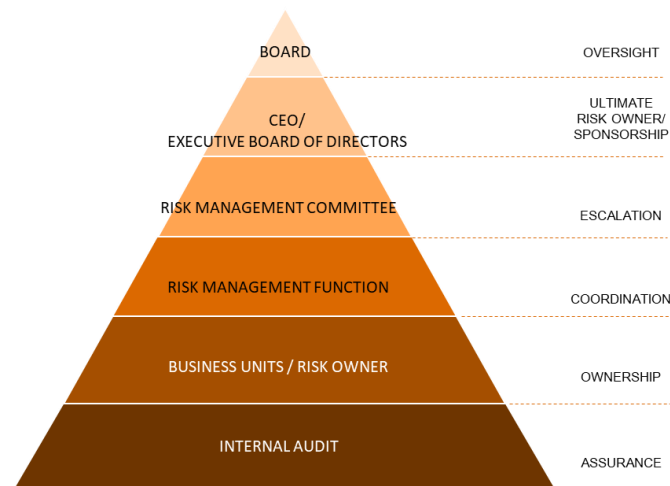 BOARD
OVERSIGHT
CEO/
EXECUTIVE BOARD OF DIRECTORS
ULTIMATE
RISK OWNER/
SPONSORSHIP
RISK MANAGEMENT COMMITTEE
ESCALATION
RISK MANAGEMENT FUNCTION
COORDINATION
BUSINESS UNITS / RISK OWNER
OWNERSHIP
INTERNAL AUDIT
ASSURANCE